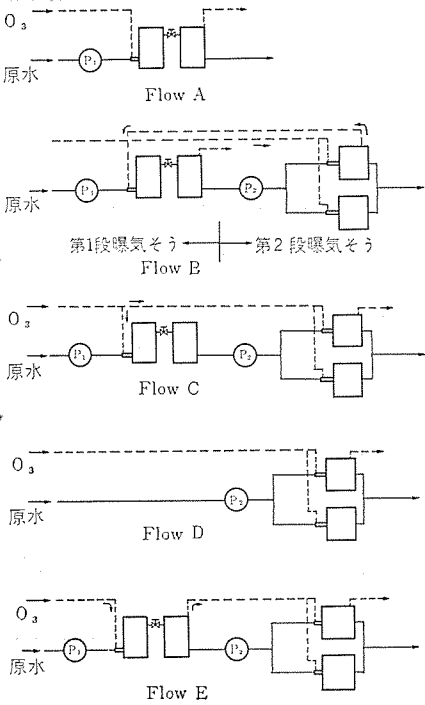 O₃
P₁
原水
Flow A
原水
P₁
P₂
第1段曝気そう
第2段曝気そう
Flow B
O₃
P₁
P₂
原水
Flow C
O₃
P₂
原水
Flow D
O₃
P₁
P₂
原水
Flow E